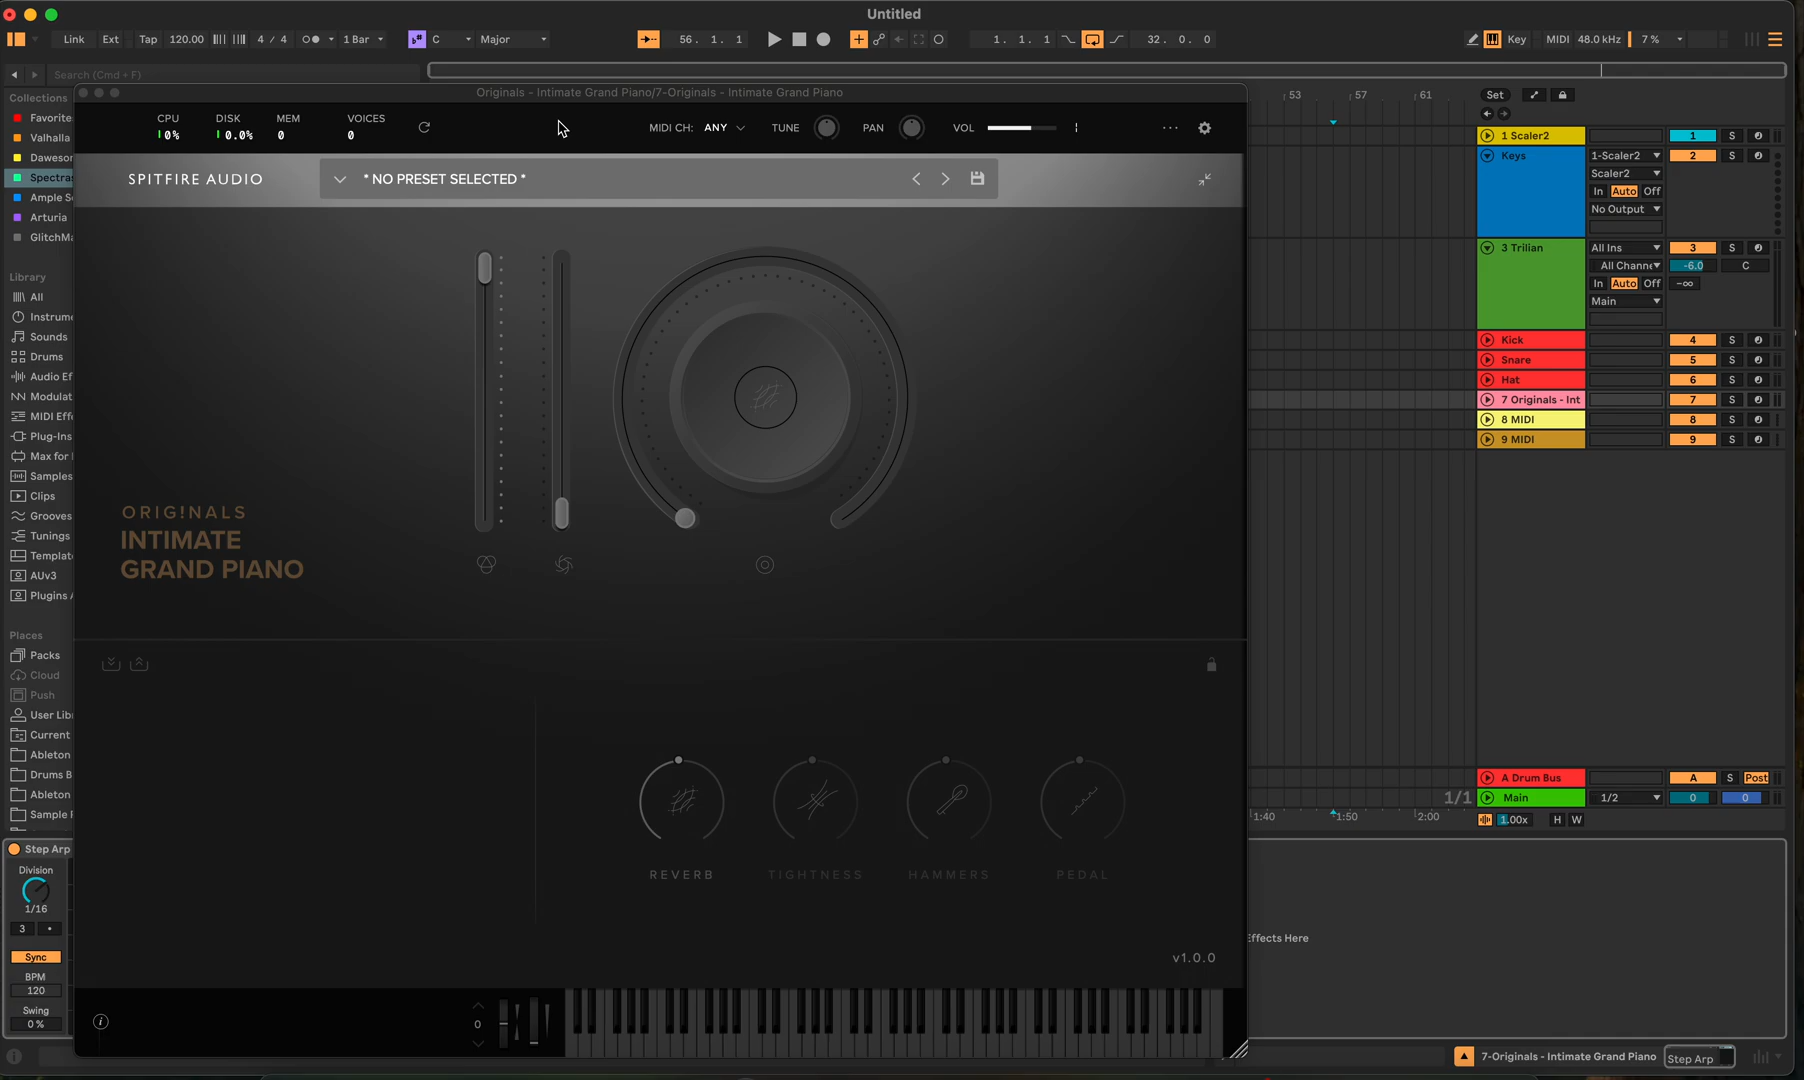 Untitled
Link Ext Tap 120.00 4 / 4 1 Bar C Major 56. 1. 1 1. 1. 1 32. 0. 0 Key MIDI 48.0 kHz 7 %
Search (Cmd + F)
Originals - Intimate Grand Piano/7-Originals - Intimate Grand Piano
CPU DISK MEM VOICES
0% 0.0% 0 0
MIDI CH: ANY TUNE PAN VOL
SPITFIRE AUDIO * NO PRESET SELECTED *
ORIG!NALS
INTIMATE
GRAND PIANO
REVERB TIGHTNESS HAMMERS PEDAL
v1.0.0
0
i
Collections
Favorite
Valhalla
Daweson
Spectras
Ample S
Arturia
GlitchMa
Library
All
Instrume
Sounds
Drums
Audio Ef
Modulat
MIDI Effe
Plug-Ins
Max for
Samples
Clips
Grooves
Tunings
Templat
AUv3
Plugins
Places
Packs
Cloud
Push
User Lib
Current
Ableton
Drums B
Ableton
Sample
Step Arp
Division
1/16
3
Sync
BPM
120
Swing
0 %
53 57 61 Set
1 Scaler2 1 S
Keys 1-Scaler2 2 S
Scaler2
In Auto Off
No Output
3 Trilian All Ins 3 S
All Channe -6.0 C
In Auto Off -∞
Main
Kick 4 S
Snare 5 S
Hat 6 S
7 Originals - Int 7 S
8 MIDI 8 S
9 MIDI 9 S
A Drum Bus A S Post
1/1 Main 1/2 0 0
1:40 1:50 2:00 1.00x H W
Effects Here
7-Originals - Intimate Grand Piano Step Arp